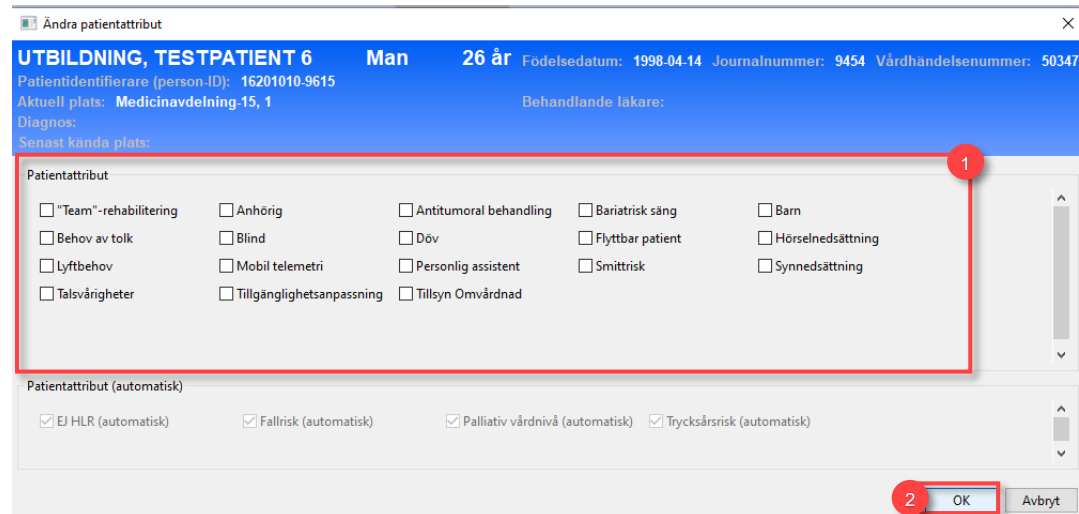 Ändra patientattribut
UTBILDNING, TESTPATIENT 6 Man 26 år Födelsedatum: 1998-04-14 Journalnummer: 9454 Vårdhändelsenummer: 50347
Patientidentifierare (person-ID): 16201010-9615
Aktuell plats: Medicinavdelning-15, 1 Behandlande läkare:
Diagnos:
Senast kända plats:
1
Patientattribut
"Team"-rehabilitering Anhörig Antitumoral behandling Bariatrisk säng Barn
Behov av tolk Blind Döv Flyttbar patient Hörselnedsättning
Lyftbehov Mobil telemetri Personlig assistent Smittrisk Synnedsättning
Talsvårigheter Tillgänglighetsanpassning Tillsyn Omvårdnad
Patientattribut (automatisk)
EJ HLR (automatisk) Fallrisk (automatisk) Palliativ vårdnivå (automatisk) Trycksårsrisk (automatisk)
2 OK Avbryt